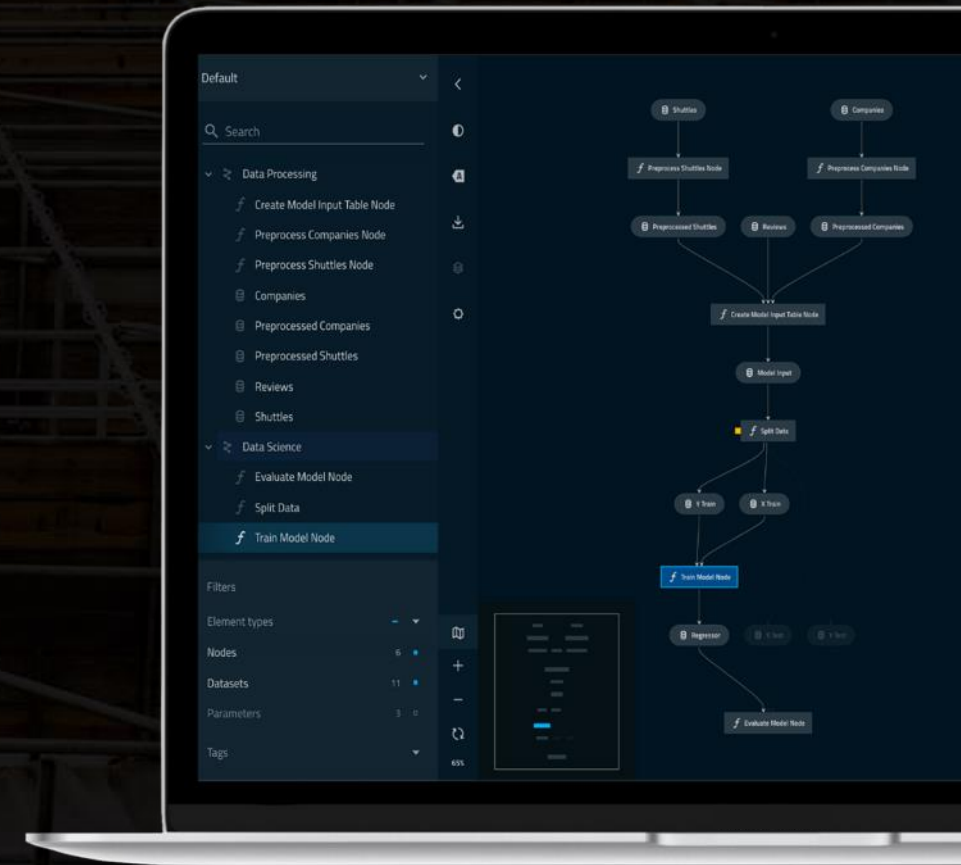 Default
Search
Data Processing
Create Model Input Table Node
Preprocess Companies Node
Preprocess Shuttles Node
Companies
Preprocessed Companies
Preprocessed Shuttles
Reviews
Shuttles
Data Science
Evaluate Model Node
Split Data
Train Model Node
Filters
Element types
Nodes 6
Datasets 11
Parameters 3
Tags
A
65%
Shuttles Companies
Preprocess Shuttles Node Preprocess Companies Node
Preprocessed Shuttles Reviews Preprocessed Companies
Create Model Input Table Node
Model Input
Split Data
Y Train X Train
Train Model Node
Regressor
Evaluate Model Node